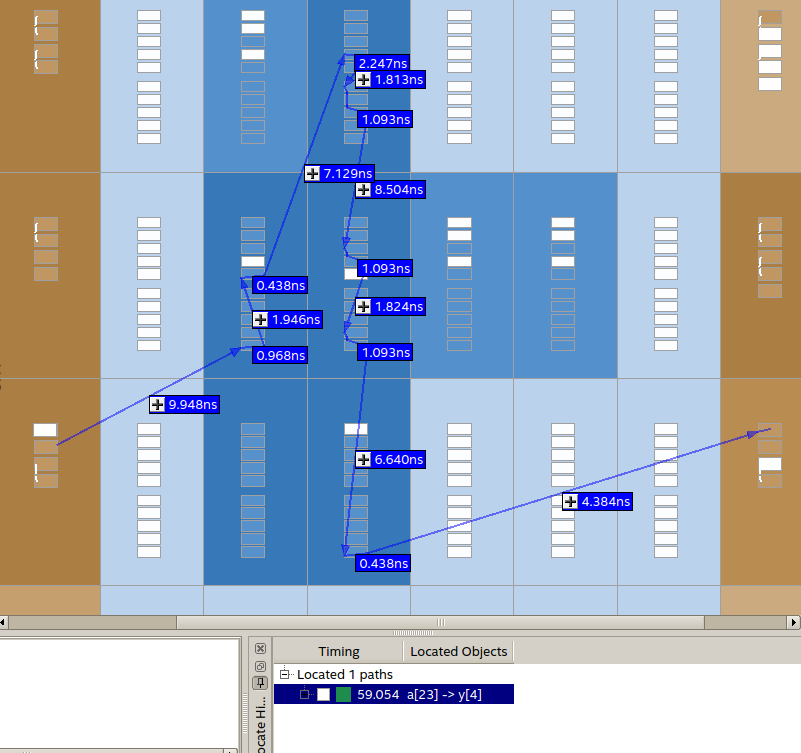 2.247ns
1.813ns
1.093ns
7.129ns
8.504ns
1.093ns
0.438ns
1.824ns
1.946ns
1.093ns
0.968ns
9.948ns
6.640ns
4.384ns
0.438ns
Timing
Located Objects
Located 1 paths
59.054 a[23] -> y[4]
ocate Hi...